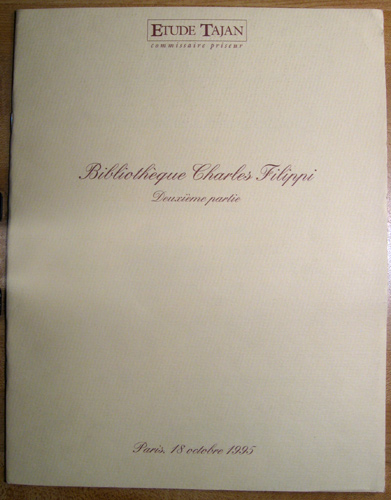 ETUDE TAJAN
commissaire priseur
Bibliothèque Charles Filippi
Deuxième partie
Paris, 18 octobre 1995